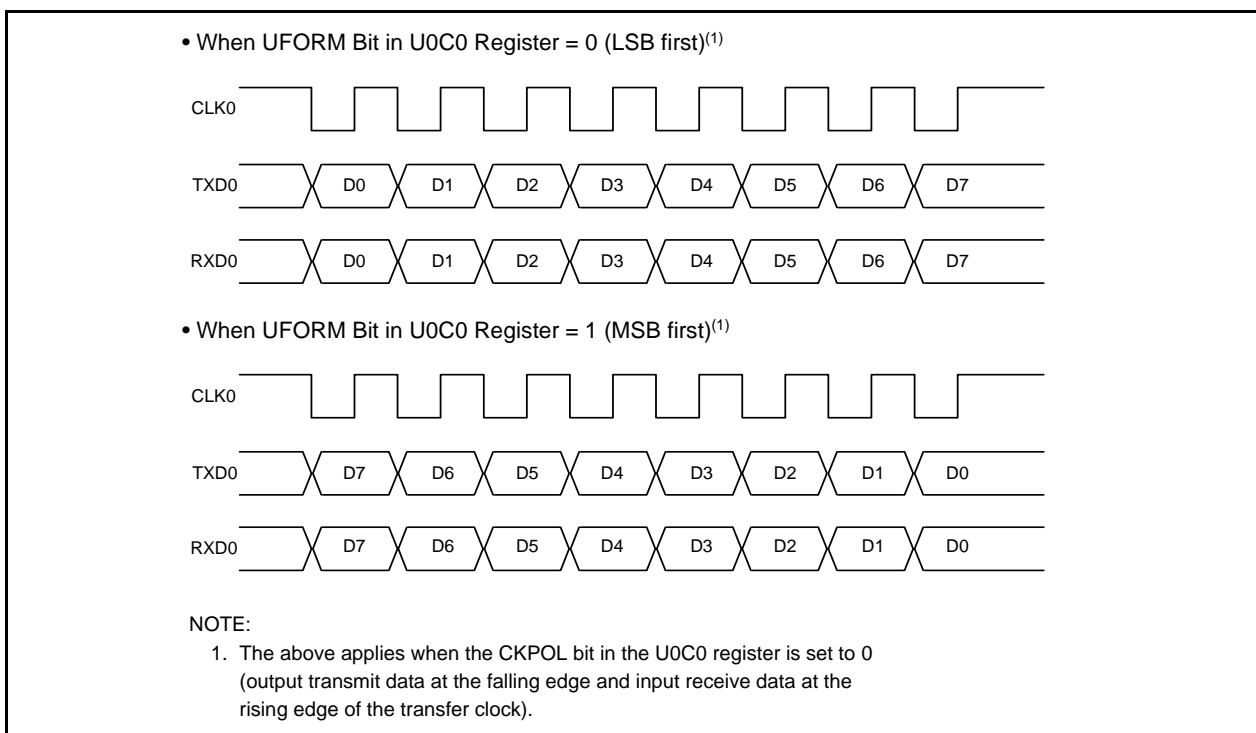 • When UFORM Bit in U0C0 Register = 0 (LSB first)(1)
CLK0
TXD0 D0 D1 D2 D3 D4 D5 D6 D7
RXD0 D0 D1 D2 D3 D4 D5 D6 D7
• When UFORM Bit in U0C0 Register = 1 (MSB first)(1)
CLK0
TXD0 D7 D6 D5 D4 D3 D2 D1 D0
RXD0 D7 D6 D5 D4 D3 D2 D1 D0
NOTE:
1. The above applies when the CKPOL bit in the U0C0 register is set to 0
(output transmit data at the falling edge and input receive data at the
rising edge of the transfer clock).